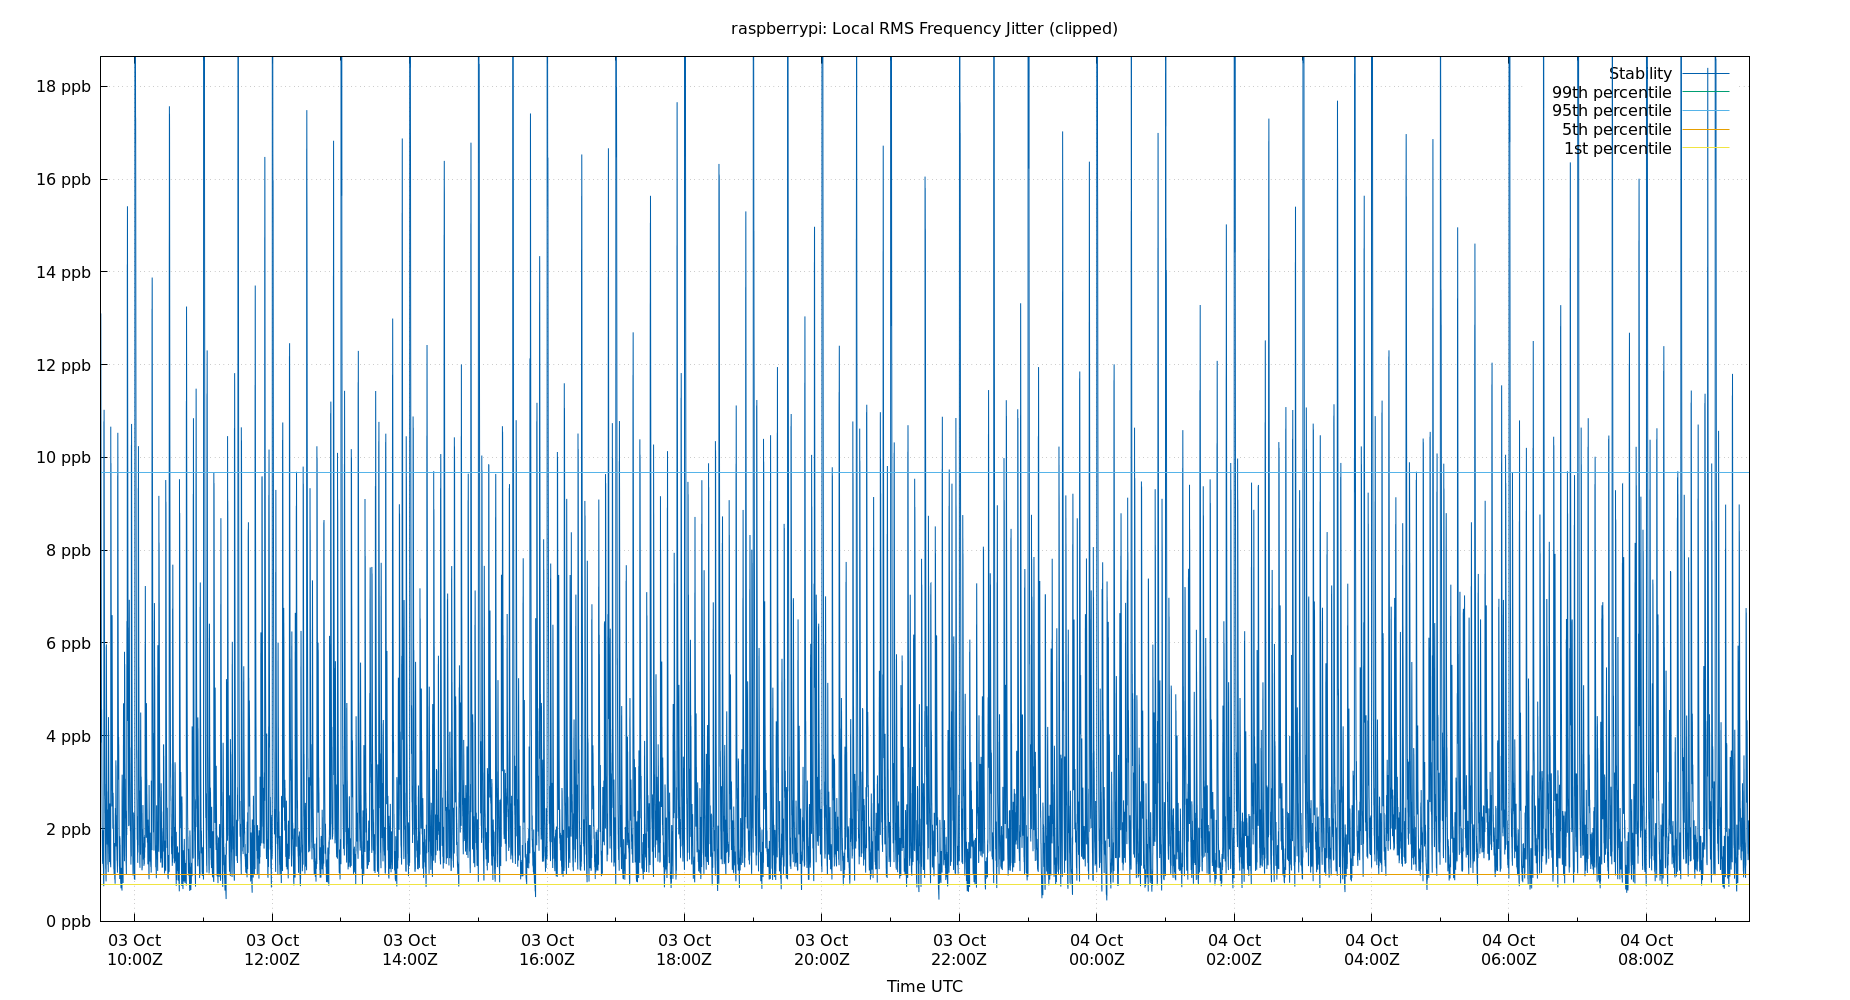 raspberrypi: Local RMS Frequency Jitter (clipped)
Stability
99th percentile
95th percentile
5th percentile
1st percentile
18 ppb
16 ppb
14 ppb
12 ppb
10 ppb
8 ppb
6 ppb
4 ppb
2 ppb
0 ppb
03 Oct 03 Oct 03 Oct 03 Oct 03 Oct 03 Oct 03 Oct 04 Oct 04 Oct 04 Oct 04 Oct 04 Oct
10:00Z 12:00Z 14:00Z 16:00Z 18:00Z 20:00Z 22:00Z 00:00Z 02:00Z 04:00Z 06:00Z 08:00Z
Time UTC